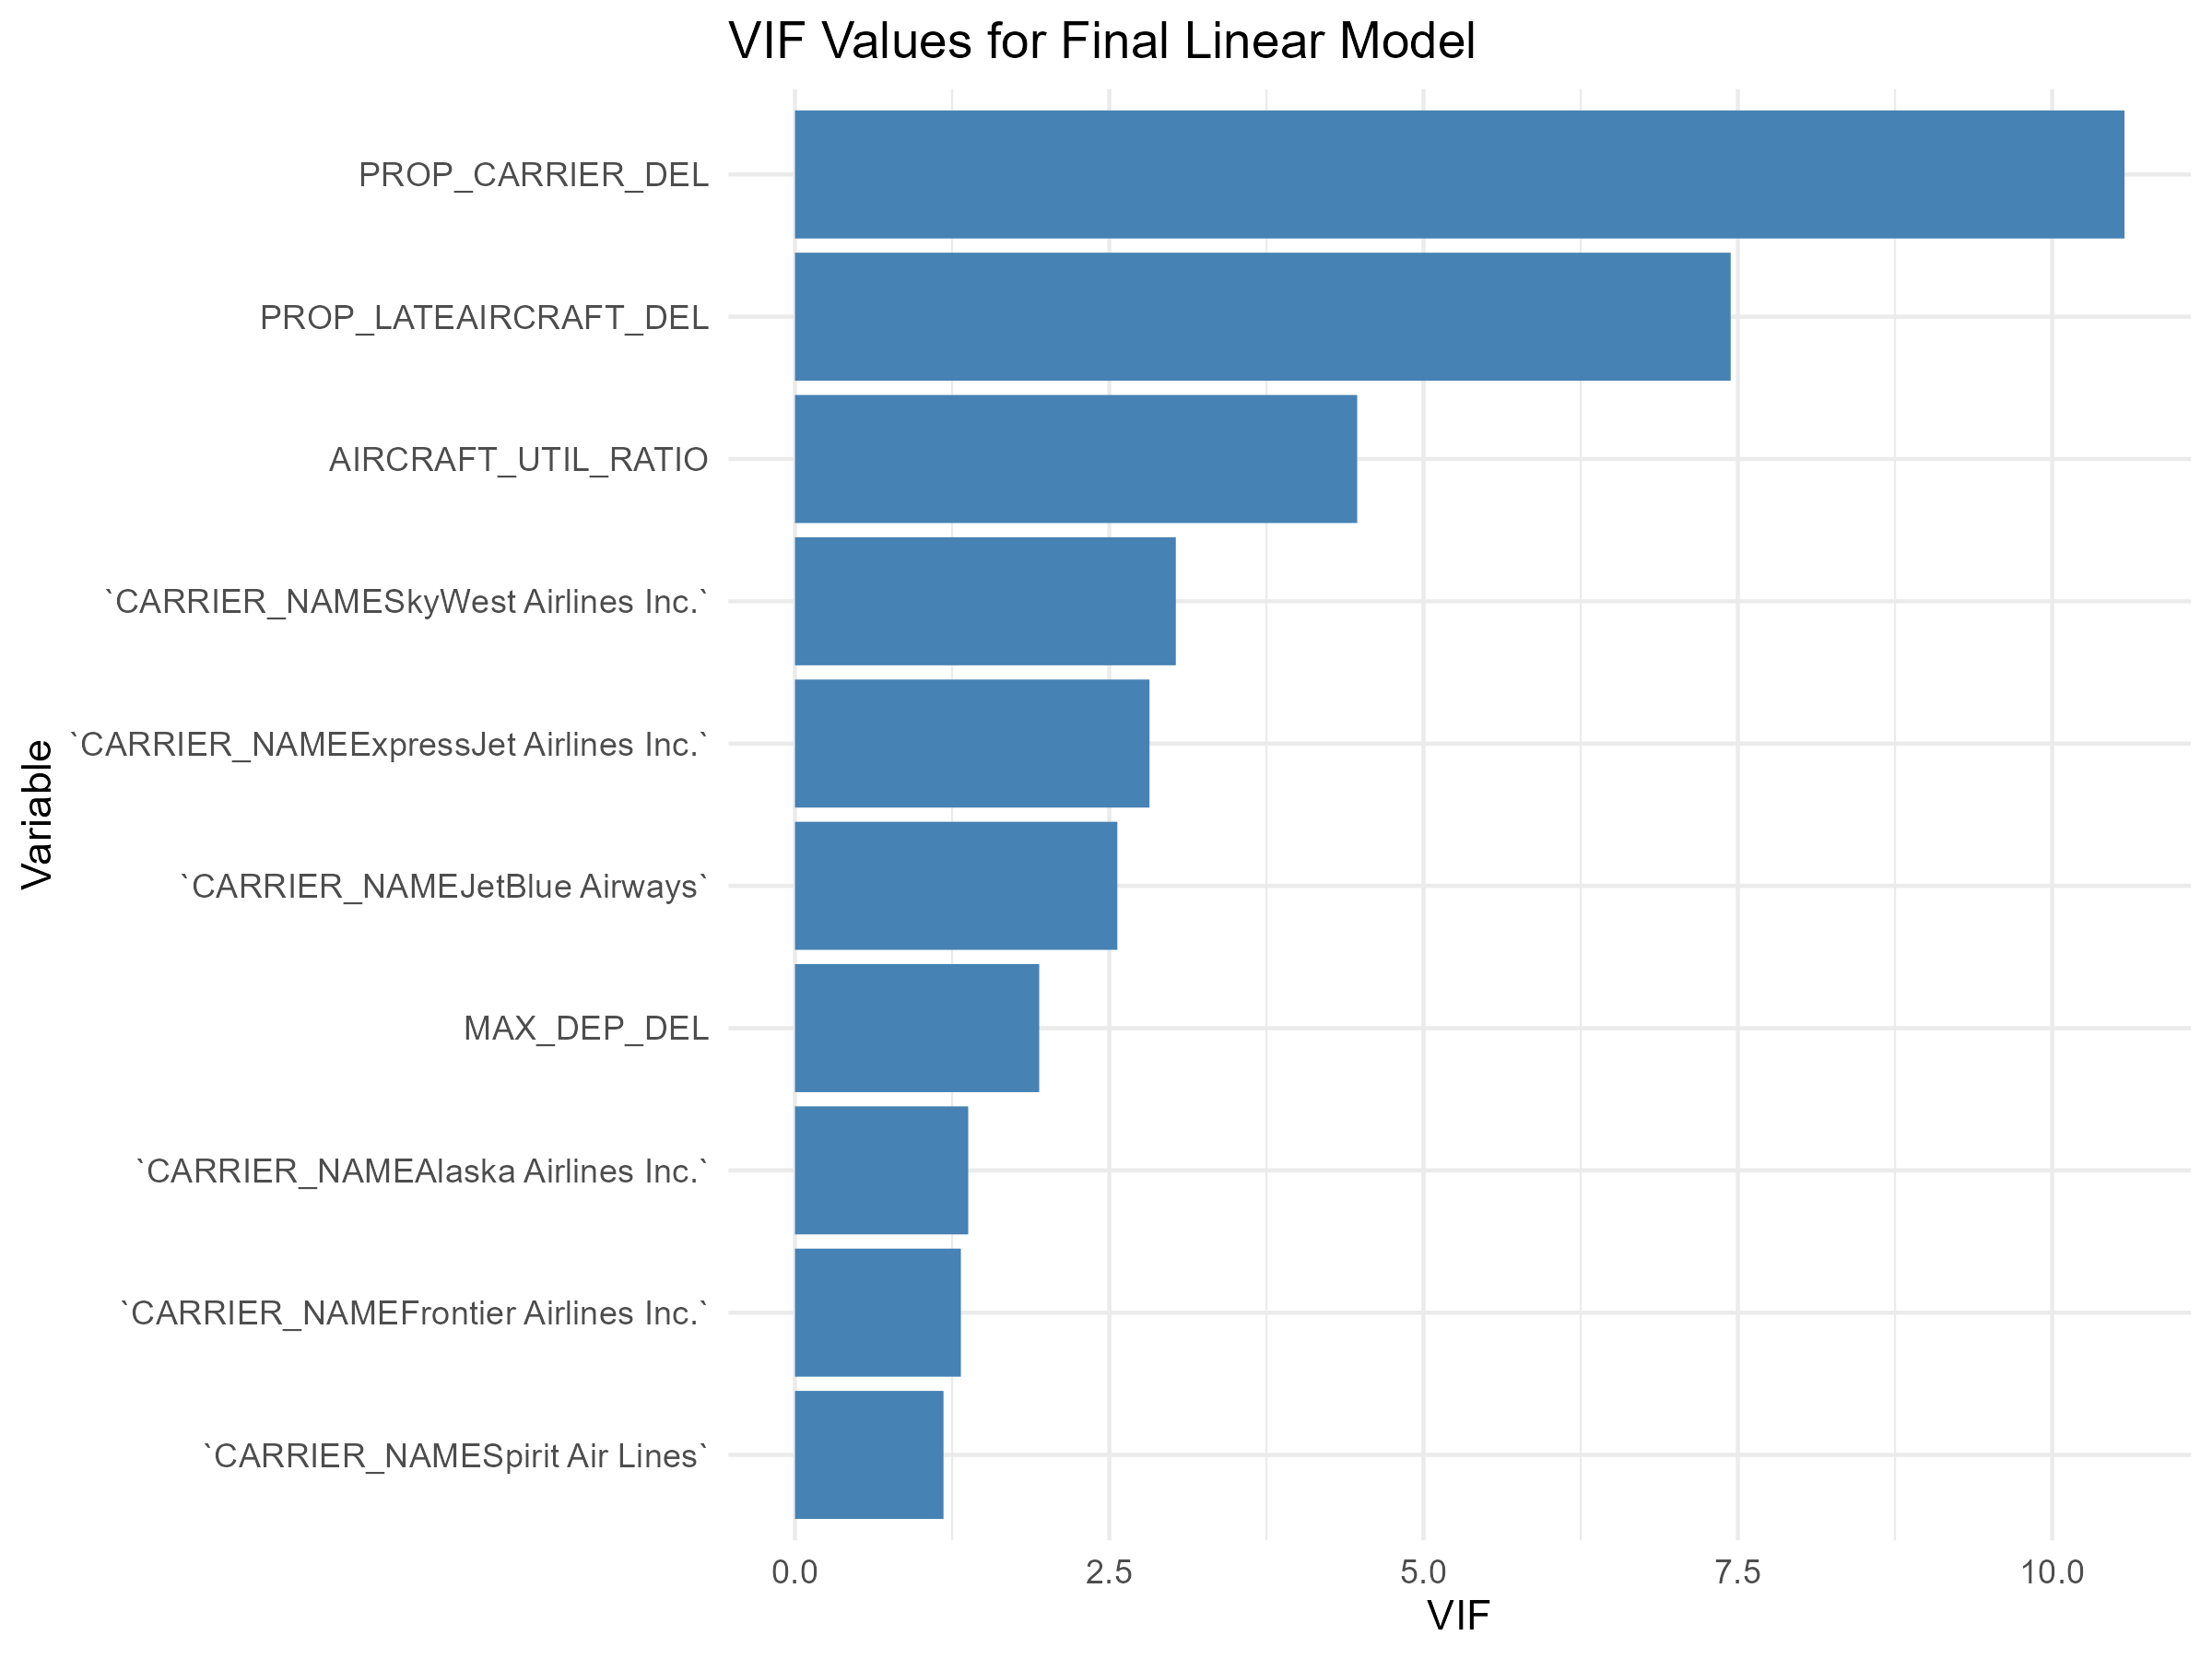 VIF Values for Final Linear Model
PROP_CARRIER_DEL
PROP_LATEAIRCRAFT_DEL
AIRCRAFT_UTIL_RATIO
`CARRIER_NAMESkyWest Airlines Inc.`
`CARRIER_NAMEExpressJet Airlines Inc.`
`CARRIER_NAMEJetBlue Airways`
MAX_DEP_DEL
`CARRIER_NAMEAlaska Airlines Inc.`
`CARRIER_NAMEFrontier Airlines Inc.`
`CARRIER_NAMESpirit Air Lines`
Variable
0.0 2.5 5.0 7.5 10.0
VIF